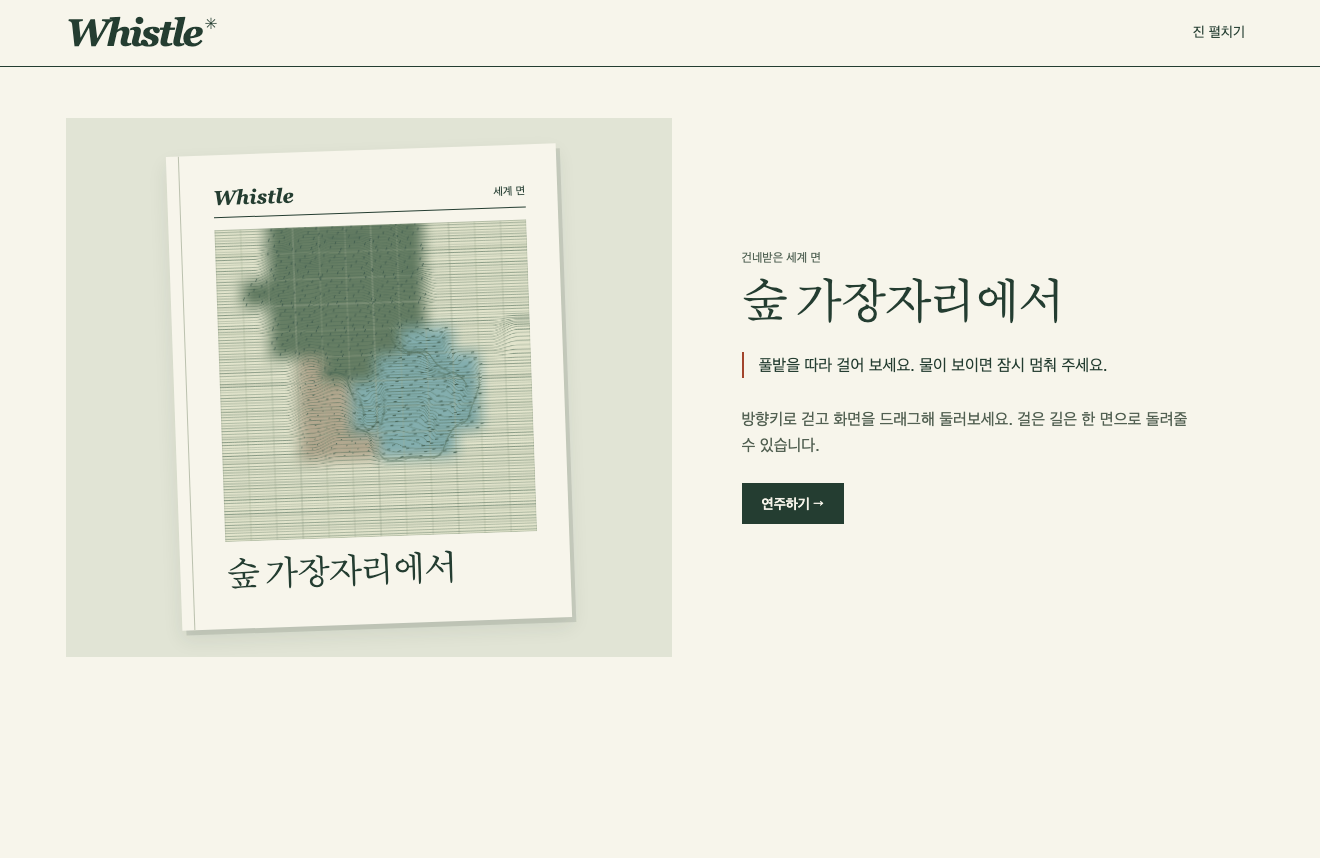 Whistle*
진 펼치기
Whistle
세계 면
숲 가장자리에서
건네받은 세계 면
숲 가장자리에서
풀밭을 따라 걸어 보세요. 물이 보이면 잠시 멈춰 주세요.
방향키로 걷고 화면을 드래그해 둘러보세요. 걸은 길은 한 면으로 돌려줄
수 있습니다.
연주하기 →